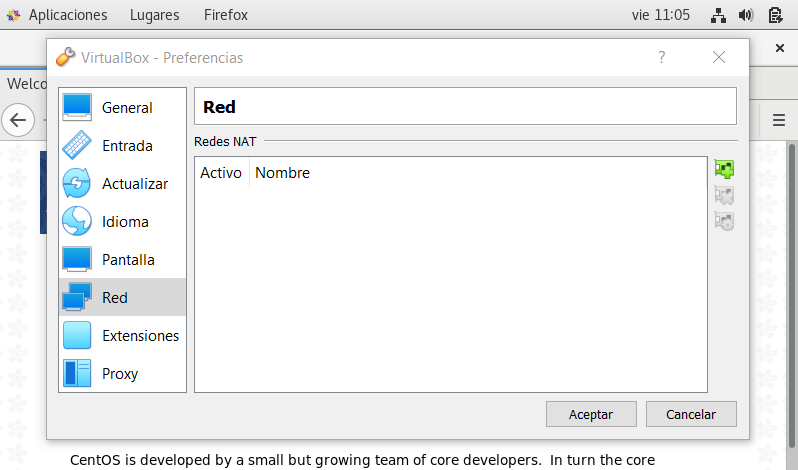 Aplicaciones Lugares Firefox vie 11:05
VirtualBox - Preferencias ?
Welco
General
Entrada
Actualizar
Idioma
Pantalla
Red
Extensiones
Proxy
Red
Redes NAT
Activo Nombre
Aceptar Cancelar
CentOS is developed by a small but growing team of core developers. In turn the core